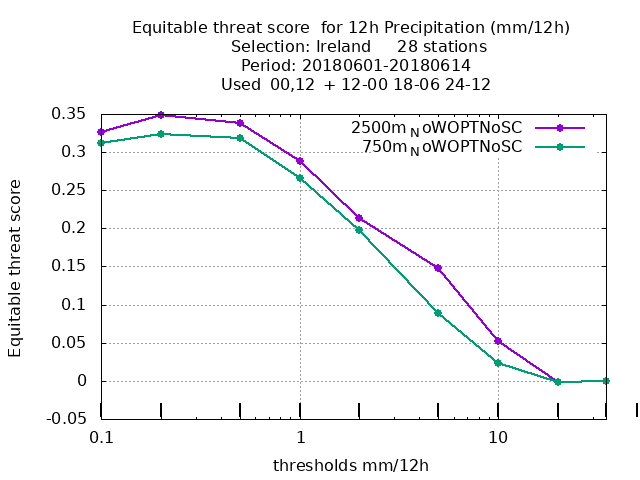 Equitable threat score  for 12h Precipitation (mm/12h)
Selection: Ireland     28 stations
Period: 20180601-20180614
Used  00,12  + 12-00 18-06 24-12
2500m_NoWOPTNoSC
750m_NoWOPTNoSC
Equitable threat score
0.35
0.3
0.25
0.2
0.15
0.1
0.05
0
-0.05
0.1
1
10
thresholds mm/12h